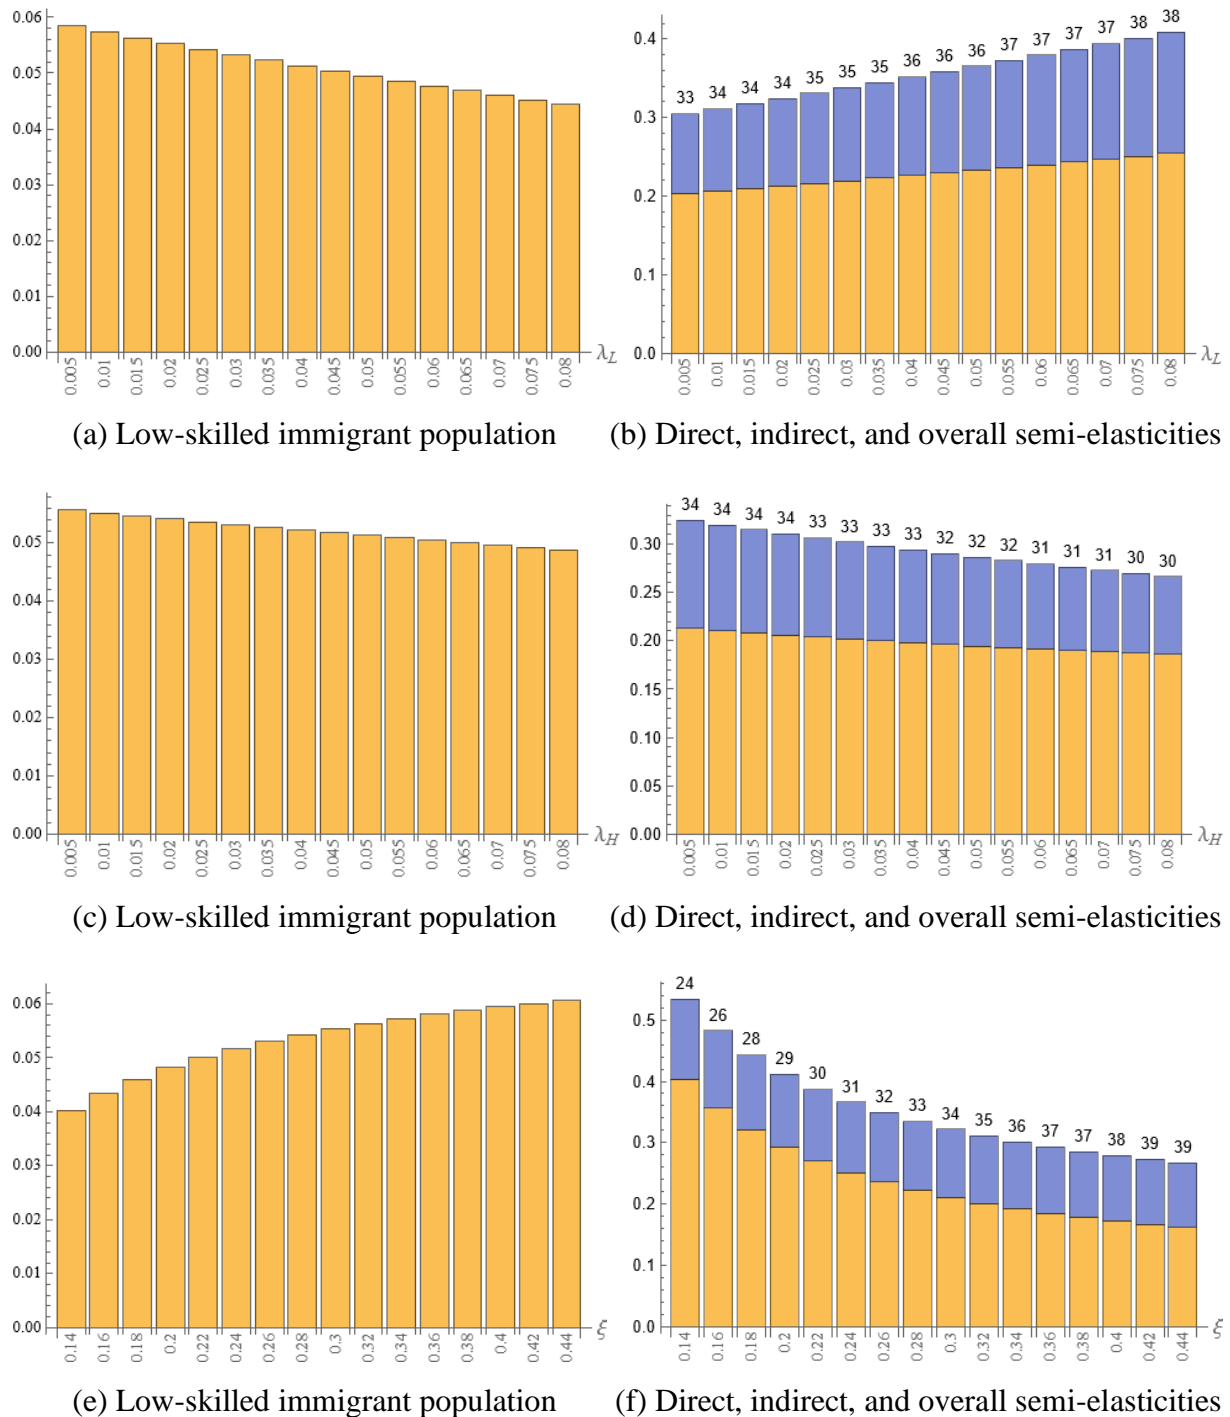 0.06
0.05
0.04
0.03
0.02
0.01
0.00
0.005 0.01 0.015 0.02 0.025 0.03 0.035 0.04 0.045 0.05 0.055 0.06 0.065 0.07 0.075 0.08 λ_L
(a) Low-skilled immigrant population
33 34 34 34 35 35 35 36 36 36 37 37 37 37 38 38
0.4
0.3
0.2
0.1
0.0
0.005 0.01 0.015 0.02 0.025 0.03 0.035 0.04 0.045 0.05 0.055 0.06 0.065 0.07 0.075 0.08 λ_L
(b) Direct, indirect, and overall semi-elasticities
0.05
0.04
0.03
0.02
0.01
0.00
0.005 0.01 0.015 0.02 0.025 0.03 0.035 0.04 0.045 0.05 0.055 0.06 0.065 0.07 0.075 0.08 λ_H
(c) Low-skilled immigrant population
34 34 34 34 33 33 33 33 32 32 32 31 31 31 30 30
0.30
0.25
0.20
0.15
0.10
0.05
0.00
0.005 0.01 0.015 0.02 0.025 0.03 0.035 0.04 0.045 0.05 0.055 0.06 0.065 0.07 0.075 0.08 λ_H
(d) Direct, indirect, and overall semi-elasticities
0.06
0.05
0.04
0.03
0.02
0.01
0.00
0.14 0.16 0.18 0.2 0.22 0.24 0.26 0.28 0.3 0.32 0.34 0.36 0.38 0.4 0.42 0.44 ξ
(e) Low-skilled immigrant population
24 26 28 29 30 31 32 33 34 35 36 37 37 38 39 39
0.5
0.4
0.3
0.2
0.1
0.0
0.14 0.16 0.18 0.2 0.22 0.24 0.26 0.28 0.3 0.32 0.34 0.36 0.38 0.4 0.42 0.44 ξ
(f) Direct, indirect, and overall semi-elasticities